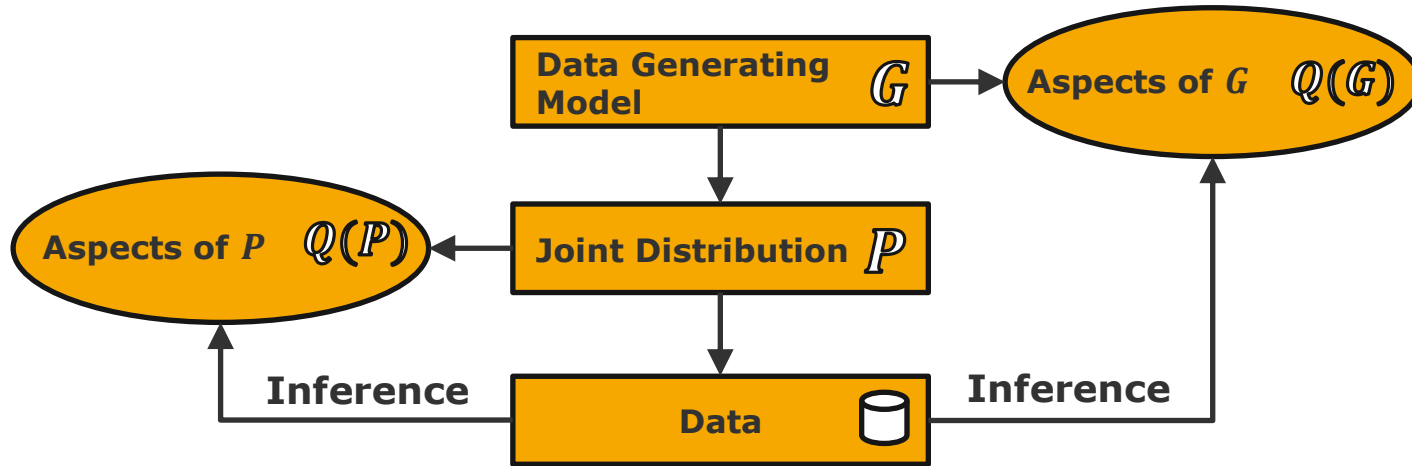 Data Generating
Model G
Aspects of G Q(G)
Aspects of P Q(P)
Joint Distribution P
Inference
Data
Inference